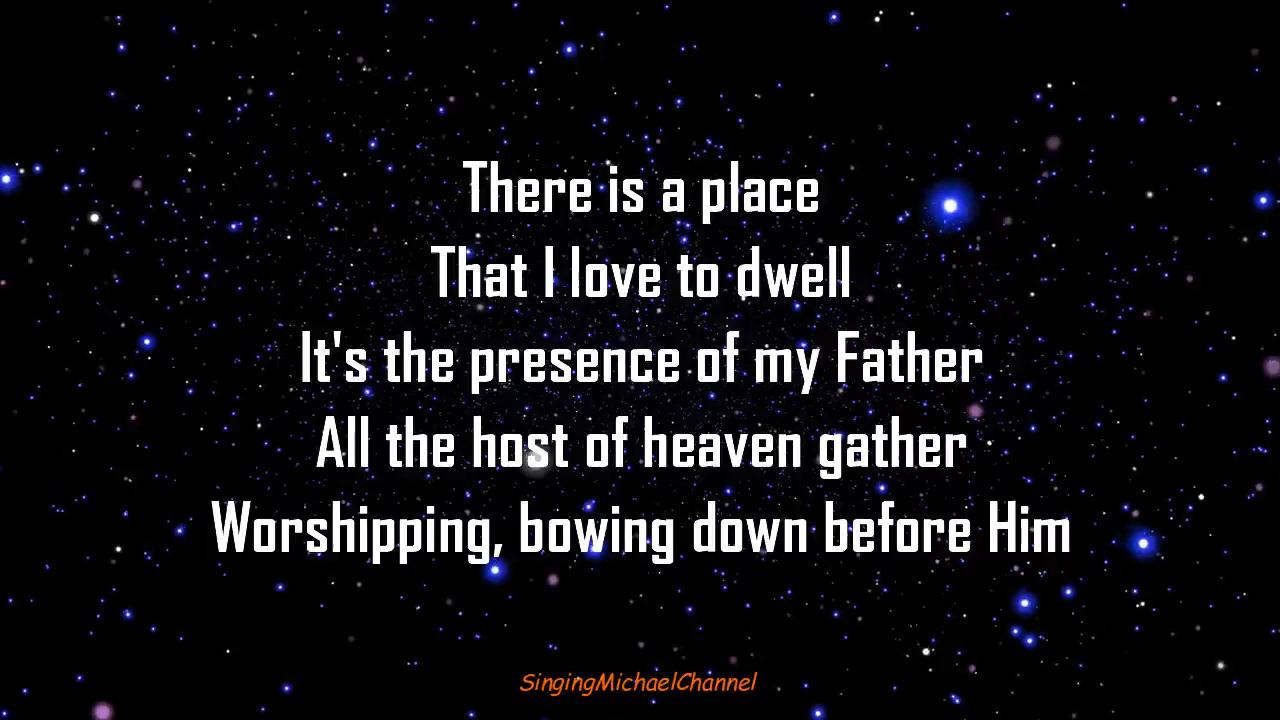 There is a place
That I love to dwell
It's the presence of my Father
All the host of heaven gather
Worshipping, bowing down before Him
SingingMichaelChannel